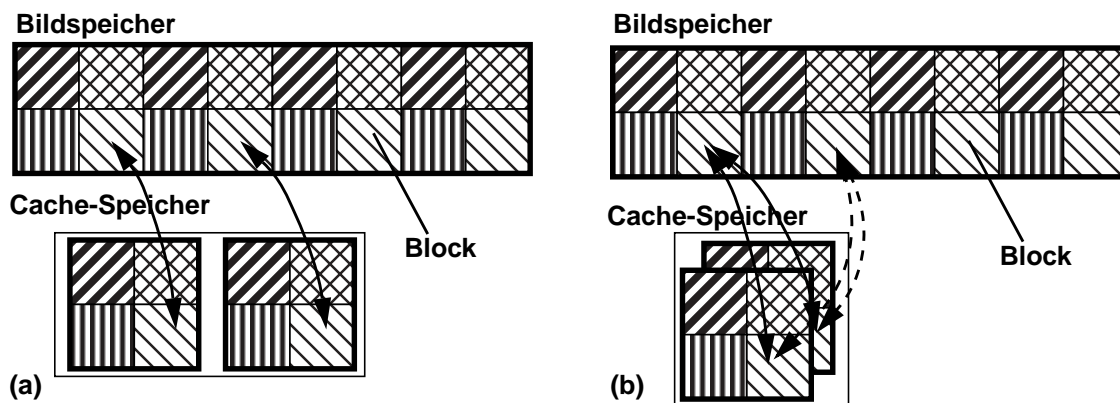 Bildspeicher
Cache-Speicher
Block
(a)
Bildspeicher
Cache-Speicher
Block
(b)